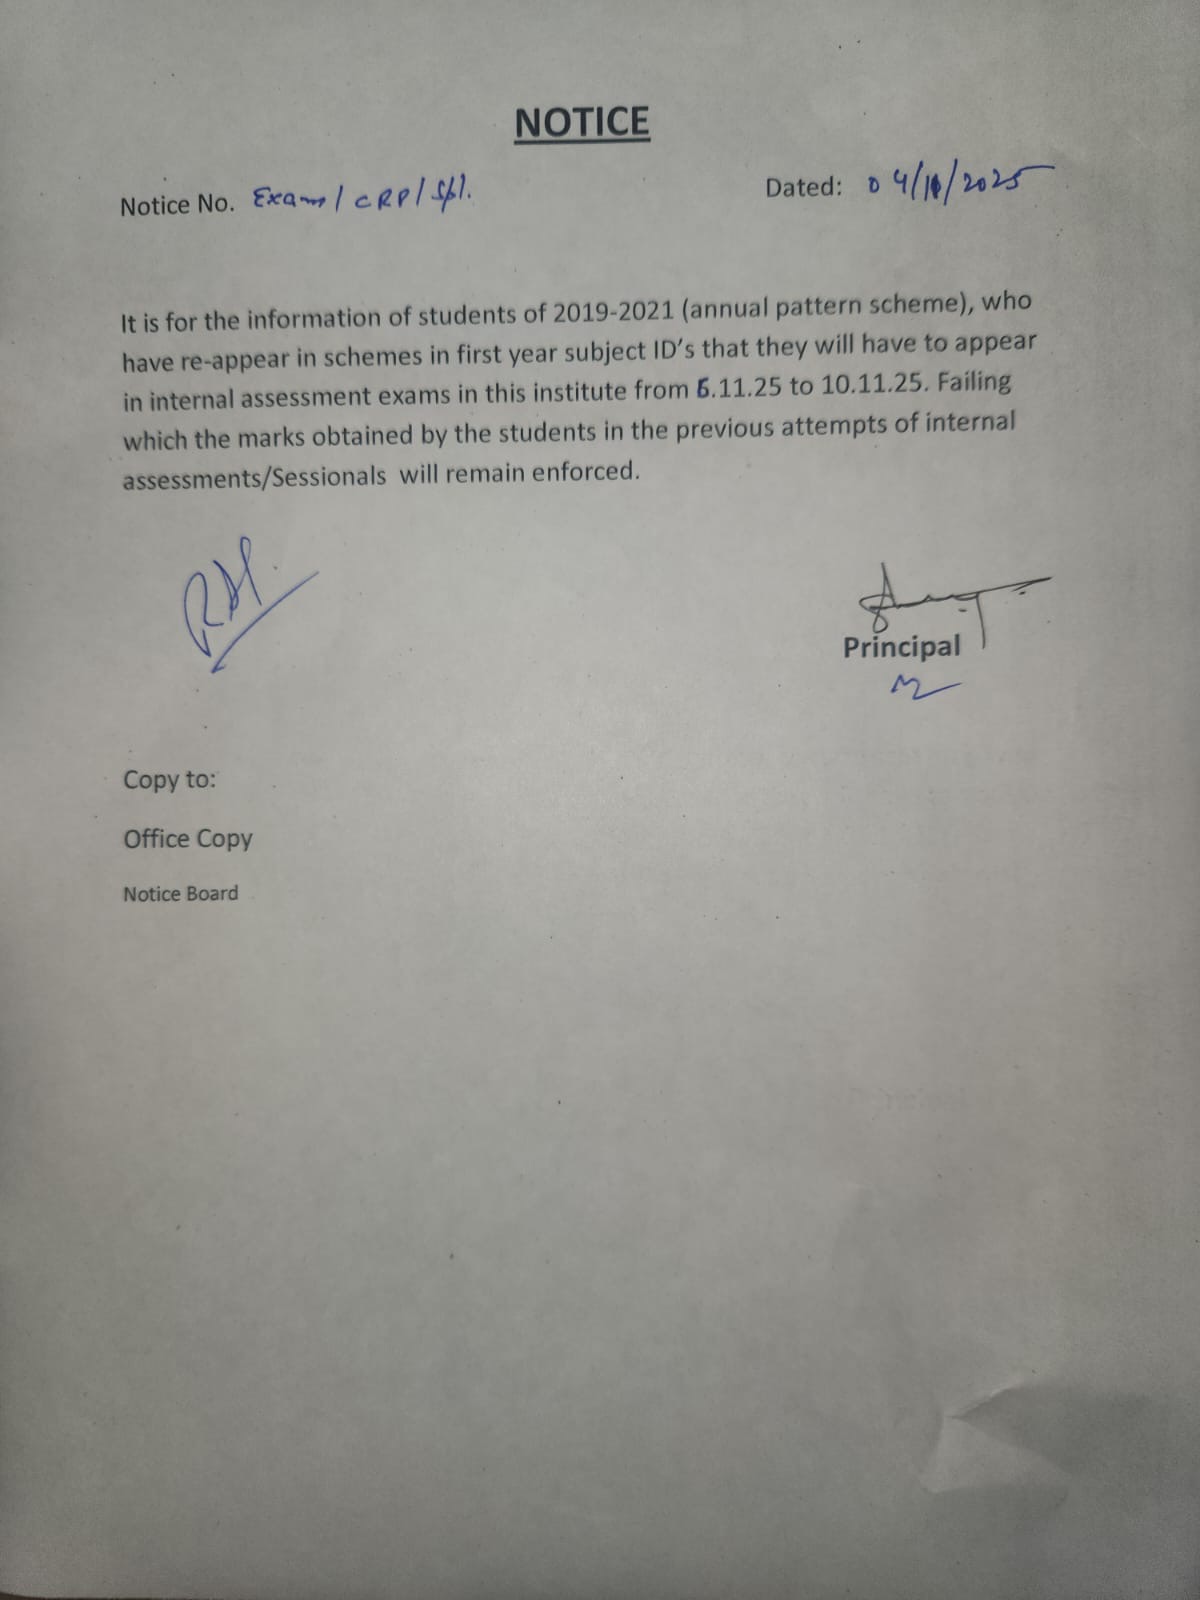 NOTICE
Notice No. Exam/ CRP/ Spl.
Dated: 04/11/2025
It is for the information of students of 2019-2021 (annual pattern scheme), who
have re-appear in schemes in first year subject ID's that they will have to appear
in internal assessment exams in this institute from 6.11.25 to 10.11.25. Failing
which the marks obtained by the students in the previous attempts of internal
assessments/Sessionals will remain enforced.
Principal
Copy to:
Office Copy
Notice Board